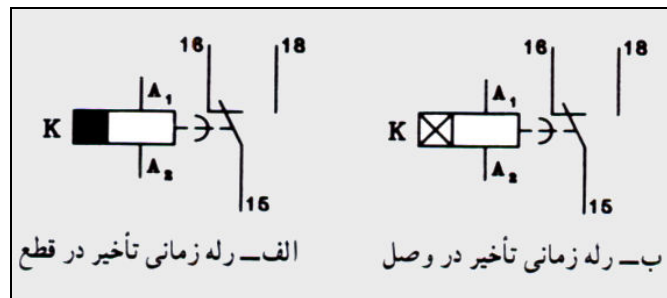 16 18
A1
K
A2
15
الف_ رله زمانی تأخیر در قطع
16 18
A1
K
A2
15
ب_ رله زمانی تأخیر در وصل